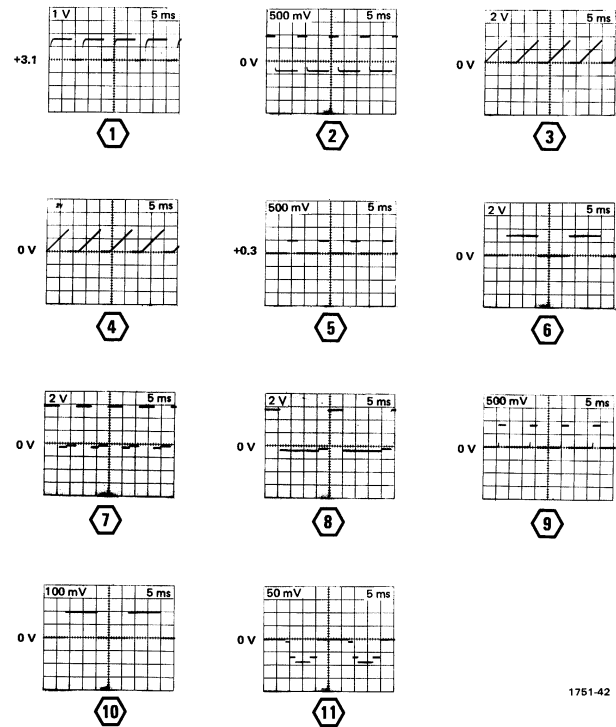 1 V 5 ms
+3.1
1
500 mV 5 ms
0 V
2
2 V 5 ms
0 V
3
5 ms
0 V
4
500 mV 5 ms
+0.3
5
2 V 5 ms
0 V
6
2 V 5 ms
0 V
7
2 V 5 ms
0 V
8
500 mV 5 ms
0 V
9
100 mV 5 ms
0 V
10
50 mV 5 ms
0 V
11
1751-42